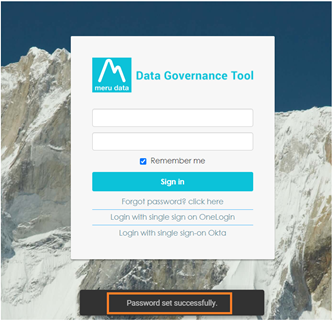 meru data
Data Governance Tool
Remember me
Sign in
Forgot password? click here
Login with single sign on OneLogin
Login with single sign-on Okta
Password set successfully.